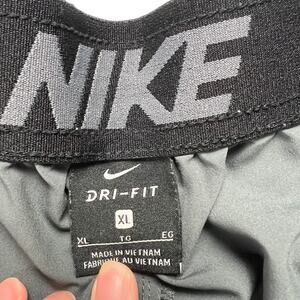 NIKE
DRI-FIT
XL
XL TG EG
MADE IN VIETNAM
FABRIQUÉ AU VIETNAM